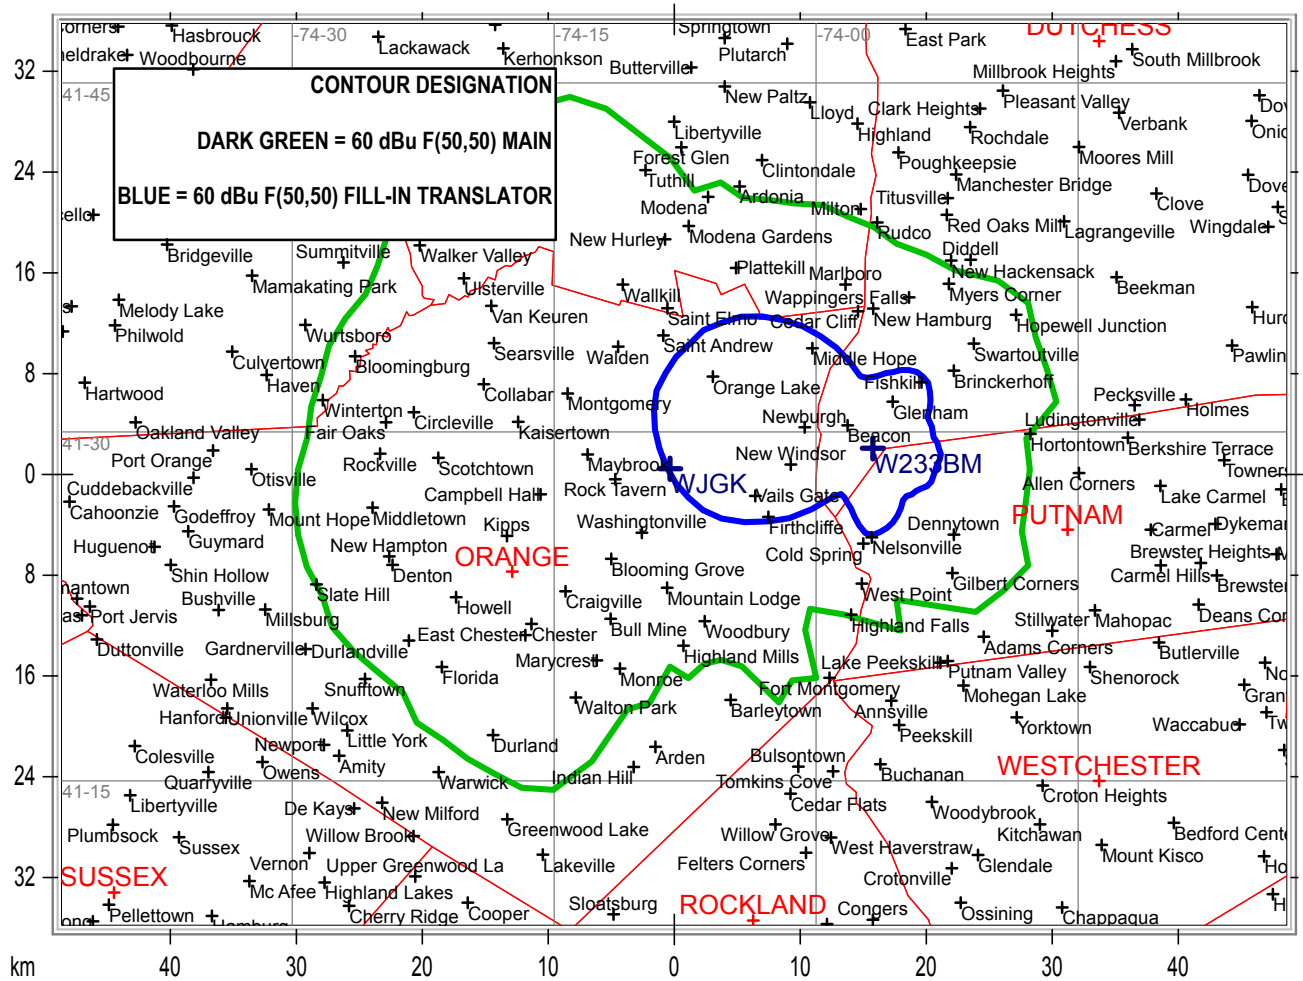 Springtown
DUTCHESS
Hasbrouck
-74-30
Lackawack
-74-15
Kerhonkson
Plutarch
-74-00
East Park
Woodbourne
Butterville
Millbrook Heights
South Millbrook
32
41-45
CONTOUR DESIGNATION
DARK GREEN = 60 dBu F(50,50) MAIN
BLUE = 60 dBu F(50,50) FILL-IN TRANSLATOR
New Paltz
Lloyd
Clark Heights
Pleasant Valley
Verbank
Libertyville
Highland
Rochdale
Forest Glen
Clintondale
Poughkeepsie
Moores Mill
24
Tuthill
Manchester Bridge
Ardonia
Titusville
Clove
Modena
Milton
Red Oaks Mill
Lagrangeville
Wingdale
Modena Gardens
Rudco
New Hurley
Diddell
Bridgeville
Summitville
Walker Valley
16
Mamakating Park
Ulsterville
Plattekill
Marlboro
New Hackensack
Beekman
Melody Lake
Wallkill
Wappingers Falls
Myers Corner
Philwold
Wurtsboro
Van Keuren
Saint Elmo
Cedar Cliff
New Hamburg
Hopewell Junction
Culvertown
Bloomingburg
Searsville
Walden
Saint Andrew
Middle Hope
Swartoutville
8
Hartwood
Haven
Collabar
Orange Lake
Fishkill
Brinckerhoff
Pecksville
Holmes
Winterton
Circleville
Montgomery
Newburgh
Glenham
Ludingtonville
Oakland Valley
Fair Oaks
Kaisertown
Beacon
Hortontown
Berkshire Terrace
41-30
0
Port Orange
Rockville
Scotchtown
Maybrook
WJGK
New Windsor
W233BM
Towners
Cuddebackville
Otisville
Campbell Hall
Rock Tavern
Vails Gate
Allen Corners
Lake Carmel
Cahoonzie
Godeffroy
Mount Hope
Middletown
Kipps
Washingtonville
Firthcliffe
Dennytown
PUTNAM
Carmel
Guymard
Huguenot
New Hampton
ORANGE
Cold Spring
Nelsonville
Brewster Heights
8
Shin Hollow
Denton
Blooming Grove
Gilbert Corners
Carmel Hills
Brewster
Bushville
Slate Hill
Howell
Craigville
Mountain Lodge
West Point
Port Jervis
Millsburg
Bull Mine
Woodbury
Highland Falls
Stillwater
Mahopac
Duttonville
Gardnerville
Durlandville
East Chester
Chester
Highland Mills
Adams Corners
Butlerville
16
Waterloo Mills
Snufftown
Florida
Marycrest
Monroe
Lake Peekskill
Putnam Valley
Shenorock
Hanford
Unionville
Wilcox
Walton Park
Fort Montgomery
Barleytown
Annsville
Mohegan Lake
Yorktown
Waccabuc
Little York
Durland
Peekskill
Colesville
Newport
Amity
Arden
Bulsontown
24
Quarryville
Owens
Warwick
Indian Hill
Tomkins Cove
Buchanan
WESTCHESTER
41-15
Libertyville
De Kays
New Milford
Cedar Flats
Woodybrook
Croton Heights
Plumbsock
Sussex
Willow Brook
Greenwood Lake
Willow Grove
West Haverstraw
Kitchawan
Vernon
Upper Greenwood La
Lakeville
Felters Corners
Crotonville
Glendale
Mount Kisco
32
SUSSEX
Mc Afee
Highland Lakes
Pellettown
Cherry Ridge
Cooper
Sloatsburg
ROCKLAND
Congers
Ossining
Chappaqua
km
40 30 20 10 0 10 20 30 40